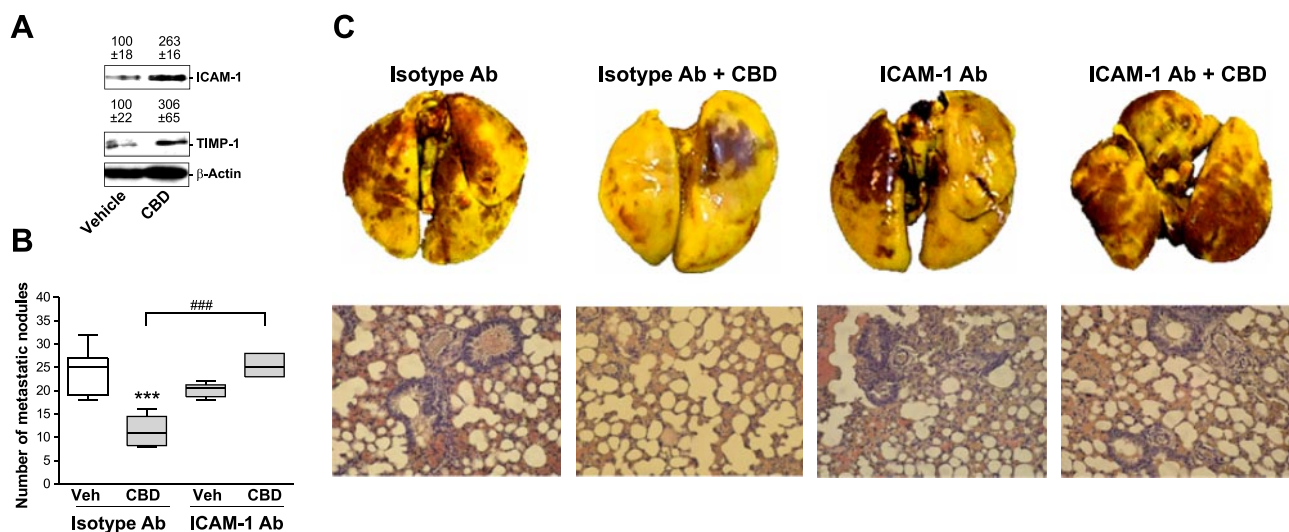 A
100 263
±18 ±16
ICAM-1
100 306
±22 ±65
TIMP-1
β-Actin
Vehicle CBD
B
Number of metastatic nodules
40
35
30
25
20
15
10
5
0
***
###
Veh CBD Veh CBD
Isotype Ab ICAM-1 Ab
C
Isotype Ab Isotype Ab + CBD ICAM-1 Ab ICAM-1 Ab + CBD